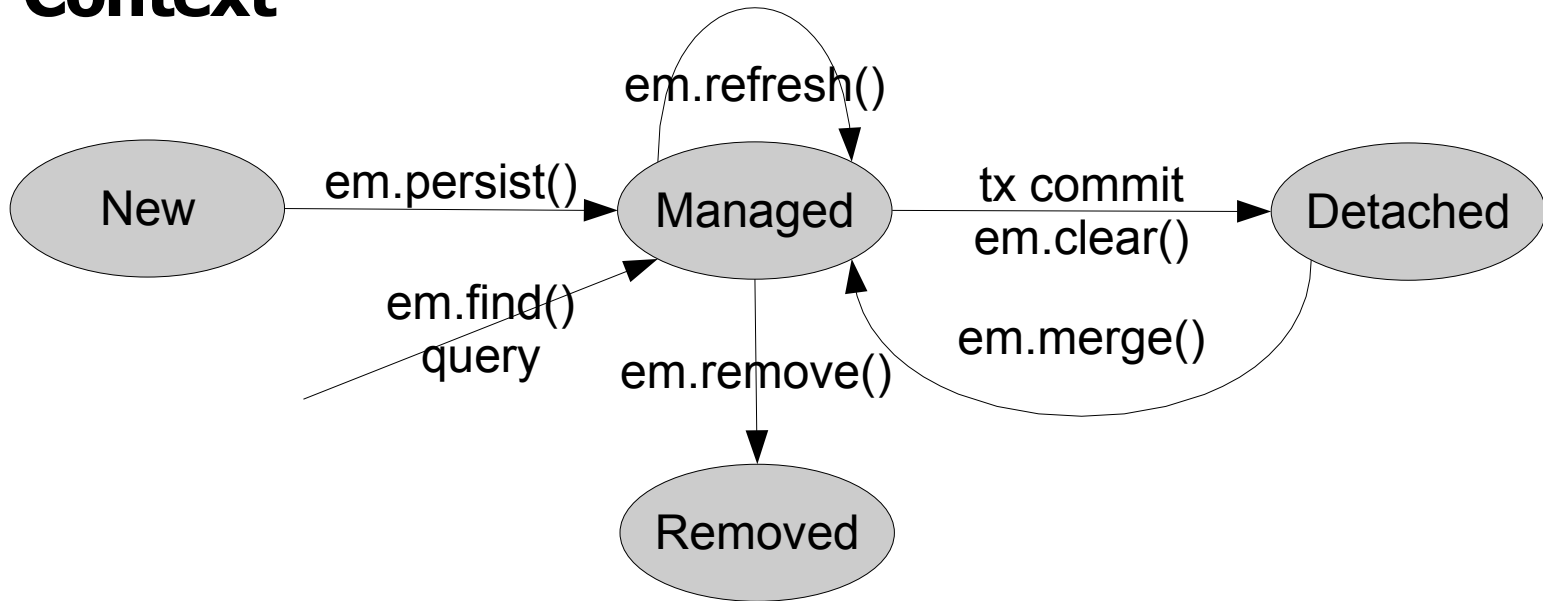 Context
em.refresh()
New
em.persist()
Managed
tx commit
em.clear()
Detached
em.find()
query
em.remove()
em.merge()
Removed